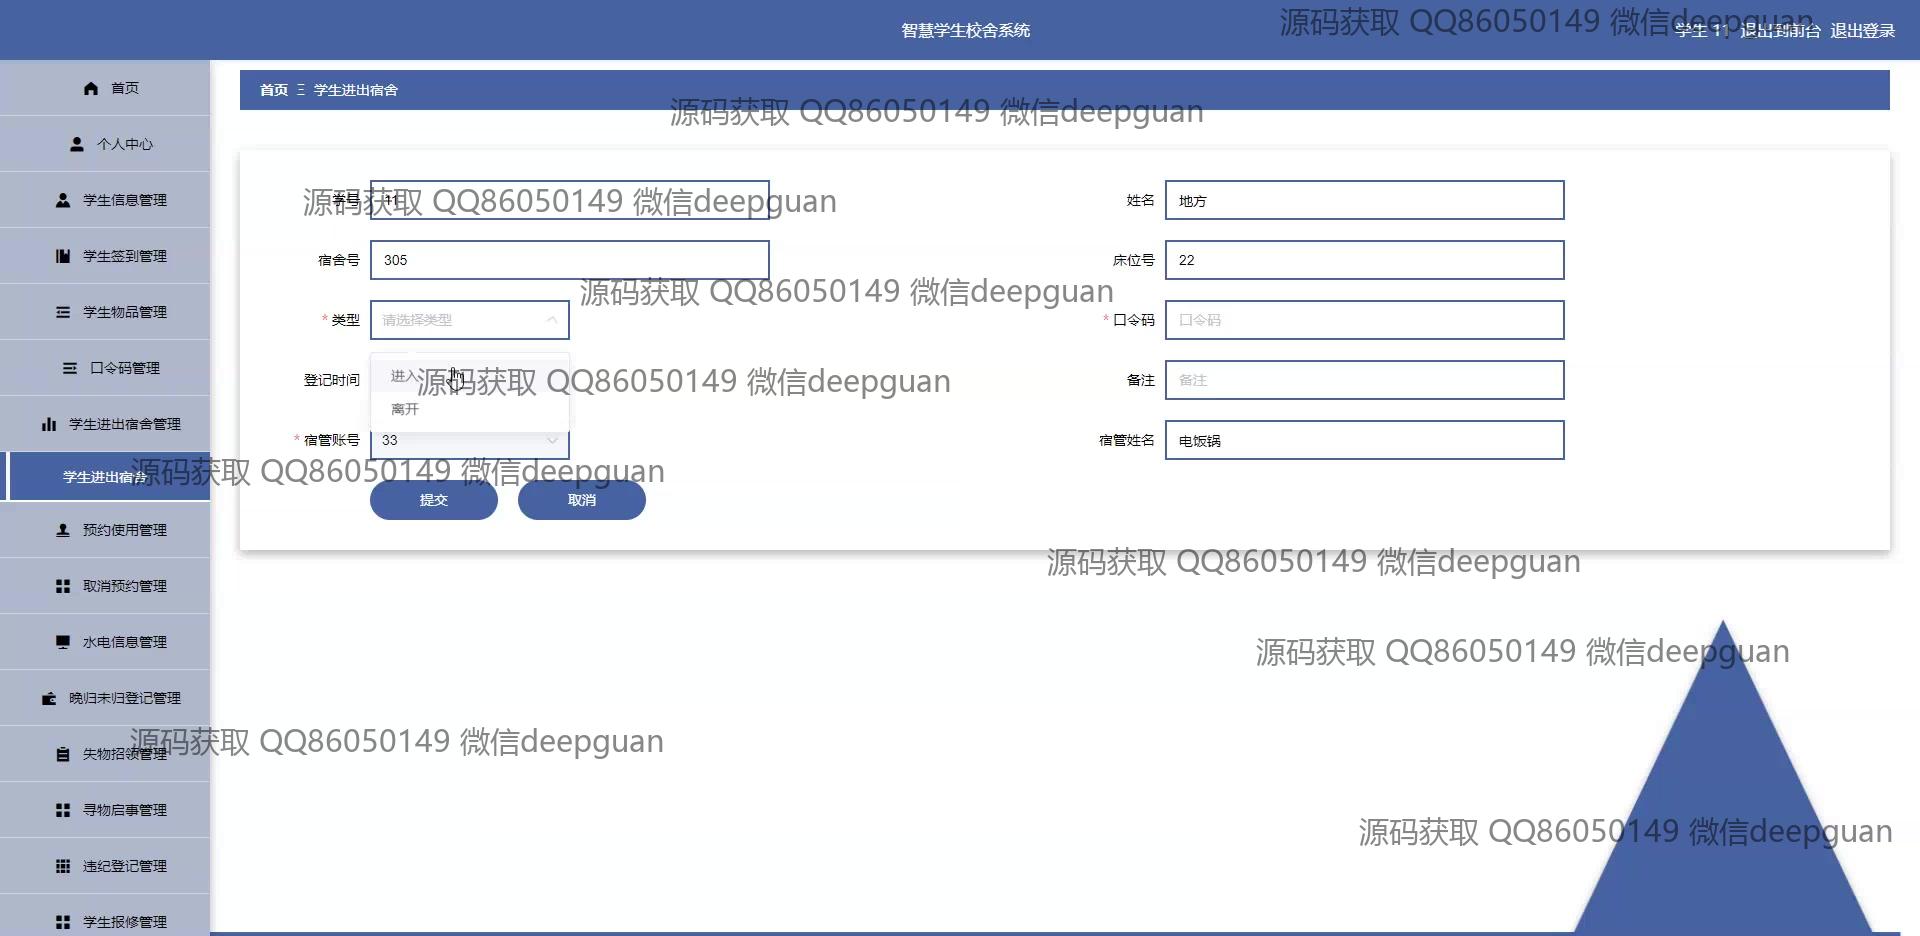 智慧学生校舍系统
源码获取 QQ86050149 微信deepguan
学生 11 退出到前台 退出登录
首页
个人中心
学生信息管理
学生签到管理
学生物品管理
口令码管理
学生进出宿舍管理
学生进出宿舍
预约使用管理
取消预约管理
水电信息管理
晚归未归登记管理
失物招领管理
寻物启事管理
违纪登记管理
学生报修管理
首页 Ξ 学生进出宿舍
源码获取 QQ86050149 微信deepguan
学号 11
源码获取 QQ86050149 微信deepguan
姓名 地方
宿舍号 305
床位号 22
源码获取 QQ86050149 微信deepguan
* 类型 请选择类型
* 口令码 口令码
登记时间
进入
离开
源码获取 QQ86050149 微信deepguan
备注 备注
* 宿管账号 33
宿管姓名 电饭锅
源码获取 QQ86050149 微信deepguan
提交 取消
源码获取 QQ86050149 微信deepguan
源码获取 QQ86050149 微信deepguan
源码获取 QQ86050149 微信deepguan
源码获取 QQ86050149 微信deepguan